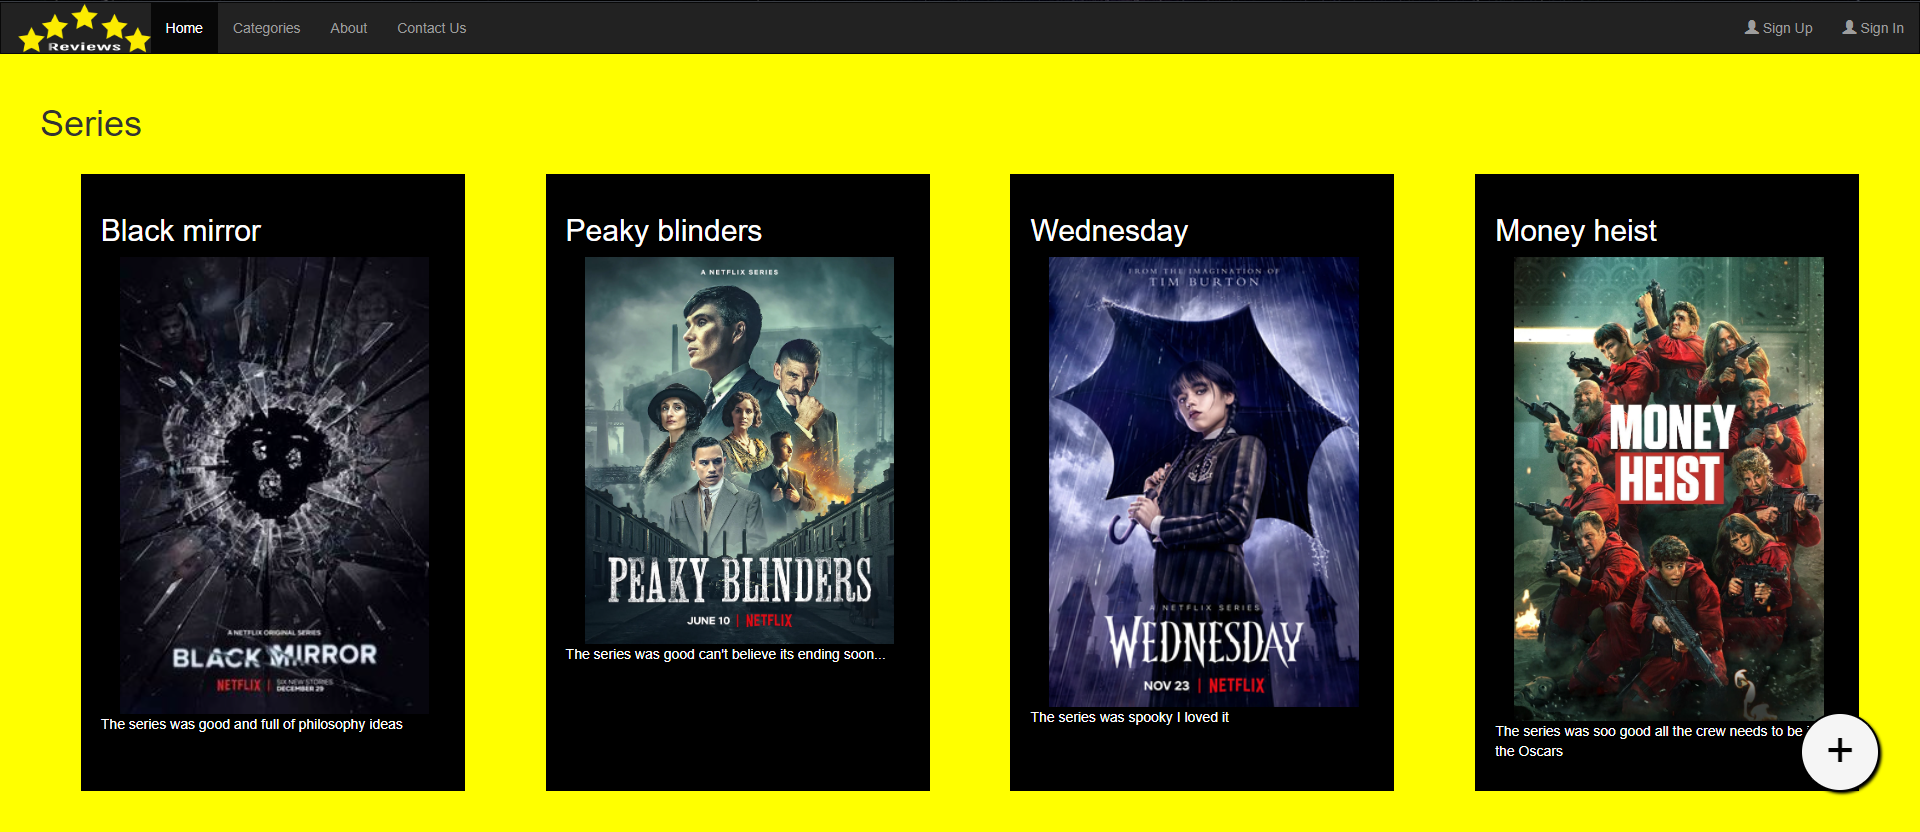 Reviews
Home
Categories
About
Contact Us
Sign Up
Sign In
Series
Black mirror
A NETFLIX ORIGINAL SERIES
BLACK MIRROR
NETFLIX | SIX NEW STORIES
DECEMBER 29
The series was good and full of philosophy ideas
Peaky blinders
A NETFLIX SERIES
PEAKY BLINDERS
JUNE 10 | NETFLIX
The series was good can't believe its ending soon...
Wednesday
FROM THE IMAGINATION OF
TIM BURTON
A NETFLIX SERIES
WEDNESDAY
NOV 23 | NETFLIX
The series was spooky I loved it
Money heist
MONEY
HEIST
The series was soo good all the crew needs to be
the Oscars
+